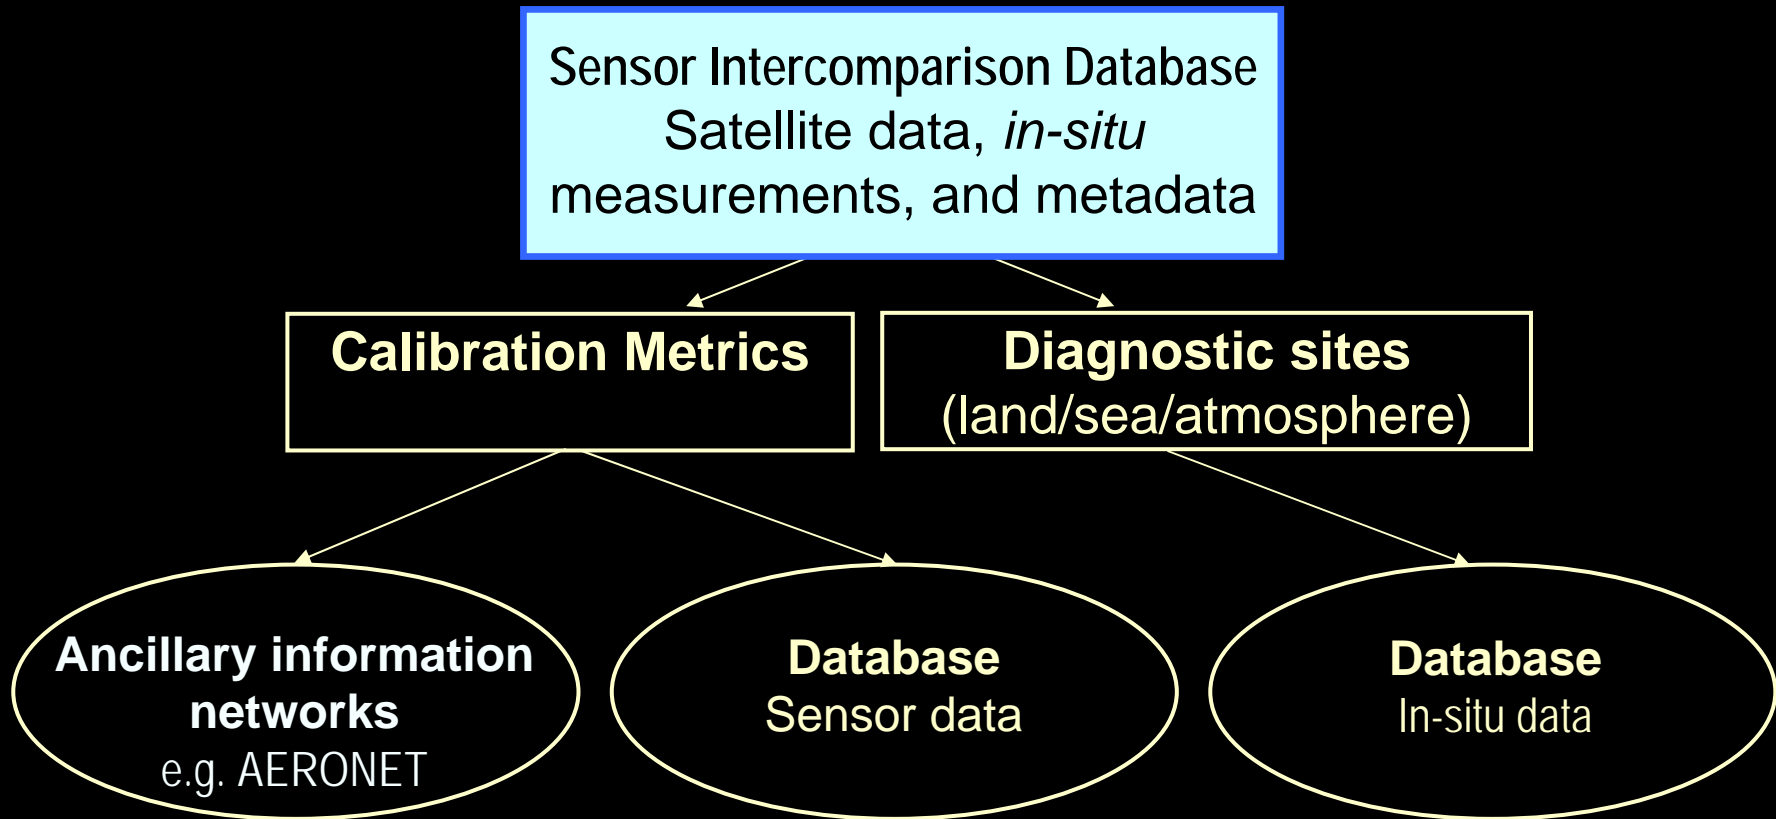 Sensor Intercomparison Database
Satellite data, in-situ
measurements, and metadata
Calibration Metrics
Diagnostic sites
(land/sea/atmosphere)
Ancillary information
networks
e.g. AERONET
Database
Sensor data
Database
In-situ data